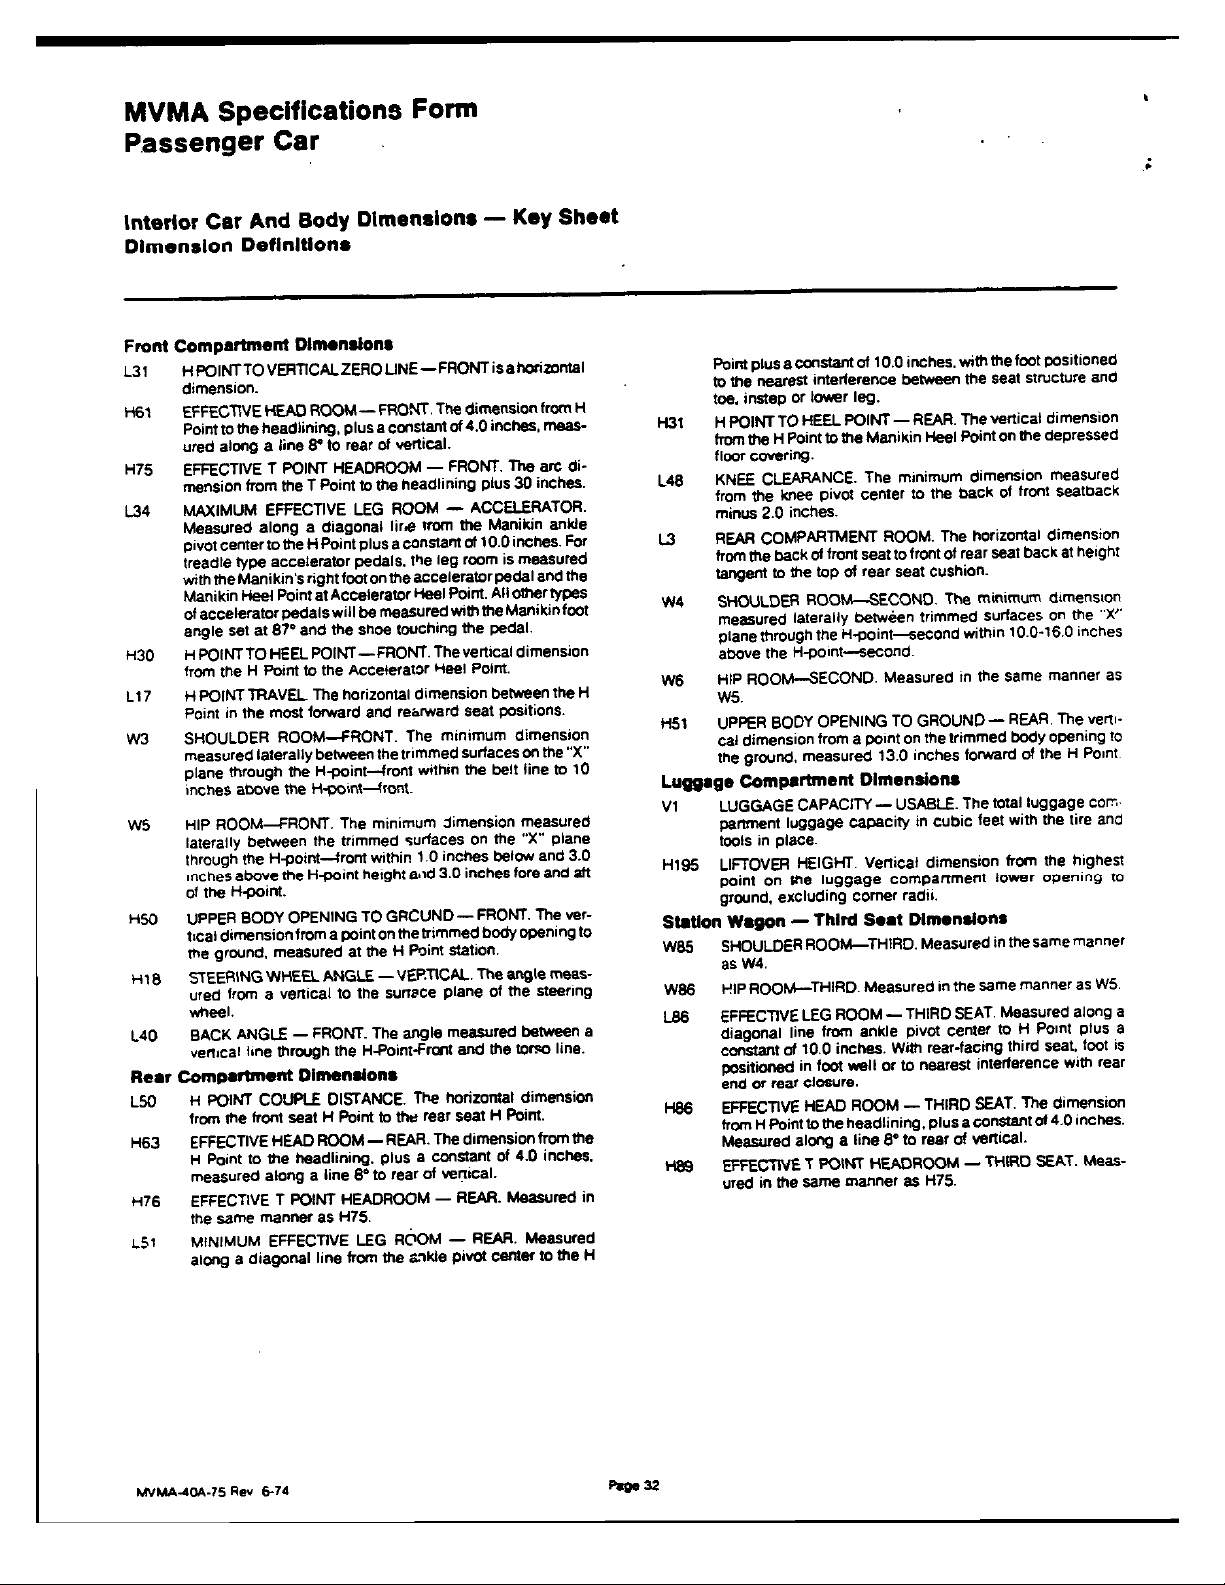 MVMA Specifications Form
Passenger Car
Interior Car And Body Dimensions — Key Sheet
Dimension Definitions
Front Compartment Dimensions
L31 H POINT TO VERTICAL ZERO LINE — FRONT is a horizontal
dimension.
H61 EFFECTIVE HEAD ROOM — FRONT. The dimension from H
Point to the headlining, plus a constant of 4.0 inches, meas-
ured along a line 8° to rear of vertical.
H75 EFFECTIVE T POINT HEADROOM — FRONT. The arc di-
mension from the T Point to the headlining plus 30 inches.
L34 MAXIMUM EFFECTIVE LEG ROOM — ACCELERATOR.
Measured along a diagonal line from the Manikin ankle
pivot center to the H Point plus a constant of 10.0 inches. For
treadle type accelerator pedals, the leg room is measured
with the Manikin's right foot on the accelerator pedal and the
Manikin Heel Point at Accelerator Heel Point. All other types
of accelerator pedals will be measured with the Manikin foot
angle set at 87° and the shoe touching the pedal.
H30 H POINT TO HEEL POINT — FRONT. The vertical dimension
from the H Point to the Accelerator Heel Point.
L17 H POINT TRAVEL. The horizontal dimension between the H
Point in the most forward and rearward seat positions.
W3 SHOULDER ROOM—FRONT. The minimum dimension
measured laterally between the trimmed surfaces on the "X"
plane through the H-point—front within the belt line to 10
inches above the H-point—front.
W5 HIP ROOM—FRONT. The minimum dimension measured
laterally between the trimmed surfaces on the "X" plane
through the H-point—front within 1.0 inches below and 3.0
inches above the H-point height and 3.0 inches fore and aft
of the H-point.
H50 UPPER BODY OPENING TO GROUND — FRONT. The ver-
tical dimension from a point on the trimmed body opening to
the ground, measured at the H Point station.
H18 STEERING WHEEL ANGLE — VERTICAL. The angle meas-
ured from a vertical to the surface plane of the steering
wheel.
L40 BACK ANGLE — FRONT. The angle measured between a
vertical line through the H-Point-Front and the torso line.
Rear Compartment Dimensions
L50 H POINT COUPLE DISTANCE. The horizontal dimension
from the front seat H Point to the rear seat H Point.
H63 EFFECTIVE HEAD ROOM — REAR. The dimension from the
H Point to the headlining, plus a constant of 4.0 inches,
measured along a line 8° to rear of vertical.
H76 EFFECTIVE T POINT HEADROOM — REAR. Measured in
the same manner as H75.
L51 MINIMUM EFFECTIVE LEG ROOM — REAR. Measured
along a diagonal line from the ankle pivot center to the H
Point plus a constant of 10.0 inches, with the foot positioned
to the nearest interference between the seat structure and
toe, instep or lower leg.
H31 H POINT TO HEEL POINT — REAR. The vertical dimension
from the H Point to the Manikin Heel Point on the depressed
floor covering.
L48 KNEE CLEARANCE. The minimum dimension measured
from the knee pivot center to the back of front seatback
minus 2.0 inches.
L3 REAR COMPARTMENT ROOM. The horizontal dimension
from the back of front seat to front of rear seat back at height
tangent to the top of rear seat cushion.
W4 SHOULDER ROOM—SECOND. The minimum dimension
measured laterally between trimmed surfaces on the "X"
plane through the H-point—second within 10.0-16.0 inches
above the H-point—second.
W6 HIP ROOM—SECOND. Measured in the same manner as
W5.
H51 UPPER BODY OPENING TO GROUND — REAR. The verti-
cal dimension from a point on the trimmed body opening to
the ground, measured 13.0 inches forward of the H Point.
Luggage Compartment Dimensions
V1 LUGGAGE CAPACITY — USABLE. The total luggage com-
partment luggage capacity in cubic feet with the tire and
tools in place.
H195 LIFTOVER HEIGHT. Vertical dimension from the highest
point on the luggage compartment lower opening to
ground, excluding corner radii.
Station Wagon — Third Seat Dimensions
W85 SHOULDER ROOM—THIRD. Measured in the same manner
as W4.
W86 HIP ROOM—THIRD. Measured in the same manner as W5.
L86 EFFECTIVE LEG ROOM — THIRD SEAT. Measured along a
diagonal line from ankle pivot center to H Point plus a
constant of 10.0 inches. With rear-facing third seat, foot is
positioned in foot well or to nearest interference with rear
end or rear closure.
H86 EFFECTIVE HEAD ROOM — THIRD SEAT. The dimension
from H Point to the headlining, plus a constant of 4.0 inches.
Measured along a line 8° to rear of vertical.
H89 EFFECTIVE T POINT HEADROOM — THIRD SEAT. Meas-
ured in the same manner as H75.
MVMA-40A-75 Rev 6-74
Page 32